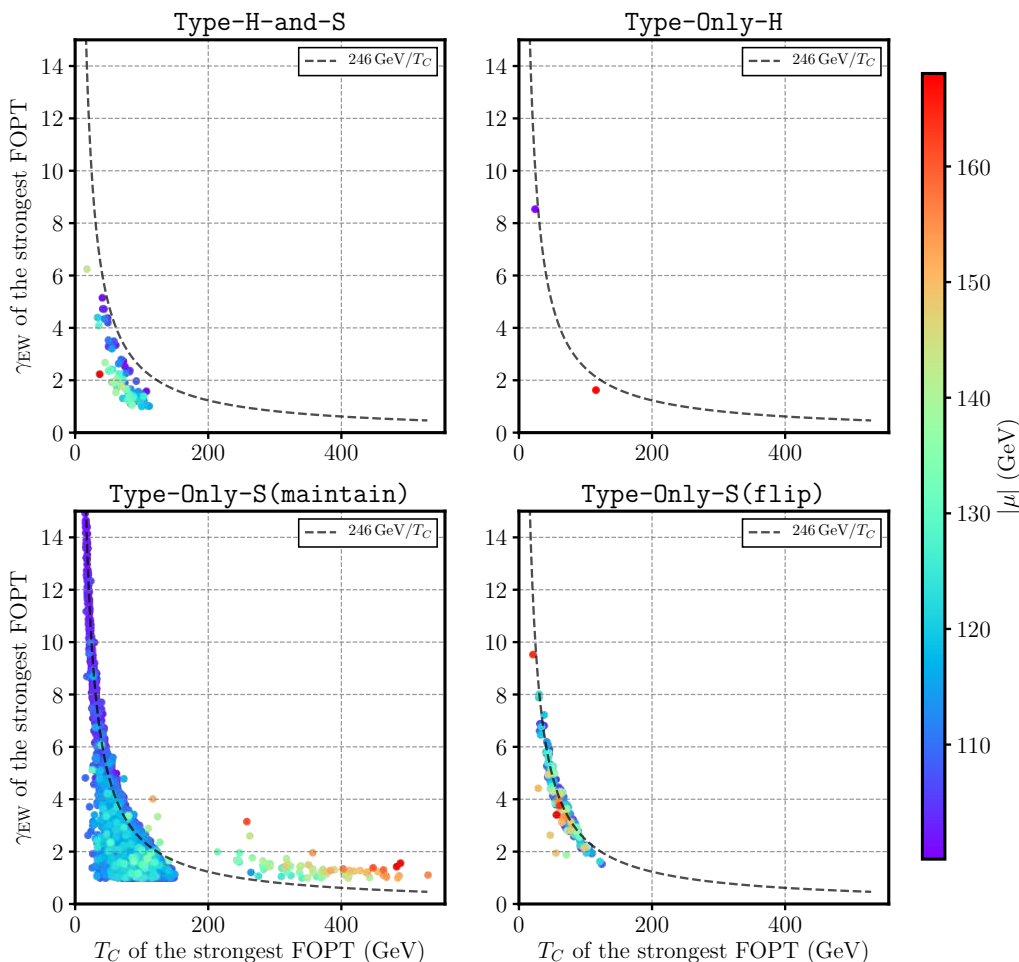 Type-H-and-S
Type-Only-H
γ_EW of the strongest FOPT
14
12
10
8
6
4
2
0
246 GeV/T_C
0 200 400
14
12
10
8
6
4
2
0
246 GeV/T_C
0 200 400
Type-Only-S(maintain)
Type-Only-S(flip)
γ_EW of the strongest FOPT
14
12
10
8
6
4
2
0
246 GeV/T_C
0 200 400
T_C of the strongest FOPT (GeV)
14
12
10
8
6
4
2
0
246 GeV/T_C
0 200 400
T_C of the strongest FOPT (GeV)
160
150
140
130
120
110
|μ| (GeV)